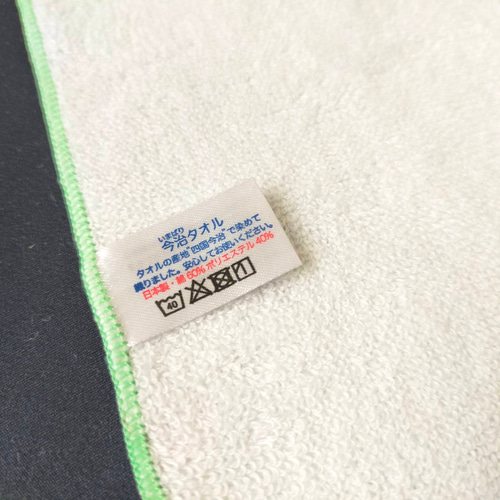 いまばり
今治タオル
タオルの産地"四国今治"で染めて
織りました。安心してお使いください。
日本製・綿60% ポリエステル40%
40